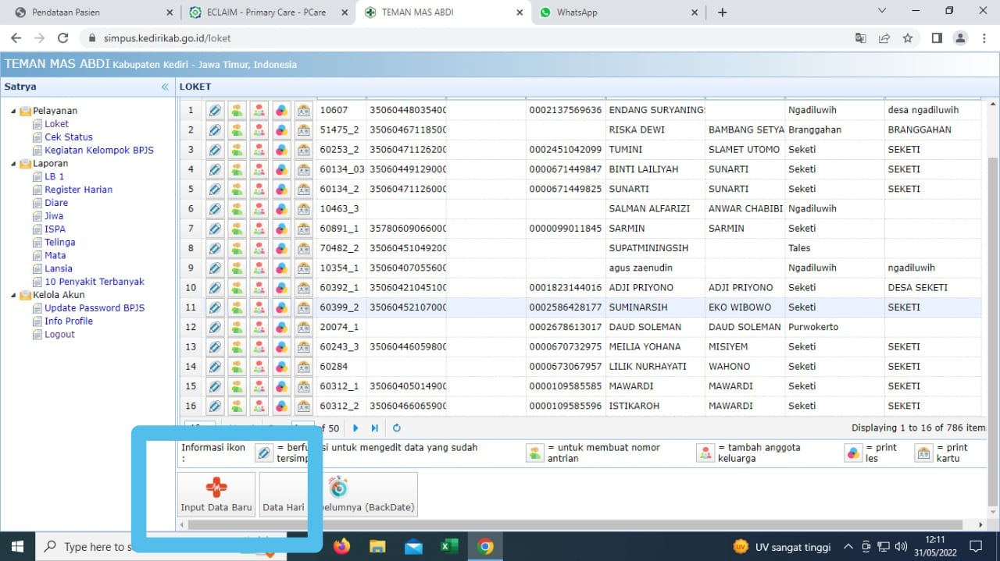 Pendataan Pasien
ECLAIM - Primary Care - PCare
TEMAN MAS ABDI
WhatsApp
simpus.kedirikab.go.id/loket
TEMAN MAS ABDI Kabupaten Kediri - Jawa Timur, Indonesia
Satrya
Pelayanan
Loket
Cek Status
Kegiatan Kelompok BPJS
Laporan
LB 1
Register Harian
Diare
Jiwa
ISPA
Telinga
Mata
Lansia
10 Penyakit Terbanyak
Kelola Akun
Update Password BPJS
Info Profile
Logout
LOKET
1 10607 35060448035400 0002137569636 ENDANG SURYANING Ngadiluwih desa ngadiluwih
2 51475_2 35060467118500 RISKA DEWI BAMBANG SETYA Branggahan BRANGGAHAN
3 60253_2 35060471126200 0002451042939 TUMINI SLAMET UTOMO Seketi SEKETI
4 60134_03 35060449129000 0000671449847 BINTI LAILIYAH SUNARTI Seketi SEKETI
5 60134_2 35060471126000 0000671449825 SUNARTI SUNARTI Seketi SEKETI
6 10463_3 SALMAN ALFARIZI ANWAR CHABIBI Ngadiluwih
7 60891_1 35780609066000 0000099011845 SARMIN SARMIN Seketi
8 70482_2 35060451049200 SUPATMININGSIH Tales
9 10354_1 35060407055600 agus zaenudin Ngadiluwih ngadiluwih
10 60392_1 35060421045100 0001823144016 ADJI PRIYONO ADJI PRIYONO Seketi DESA SEKETI
11 60399_2 35060452107000 0002586428177 SUMINARSIH EKO WIBOWO Seketi SEKETI
12 20074_1 0002678613017 DAUD SOLEMAN DAUD SOLEMAN Purwokerto
13 60243_3 35060446059800 0000670722975 MEILIA YOHANA MISIYEM Seketi SEKETI
14 60284 0000673067957 LILIK NURHAYATI WAHONO Seketi SEKETI
15 60312_1 35060405014900 0000109585585 MAWARDI MAWARDI Seketi SEKETI
16 60312_2 35060466065900 0000109585596 ISTIKAROH MAWARDI Seketi SEKETI
of 50
Displaying 1 to 16 of 786 item
Informasi ikon :
= berfu si untuk mengedit data yang sudah
tersimp
= untuk membuat nomor
antrian
= tambah anggota
keluarga
= print
les
= print
kartu
Input Data Baru
Data Hari belumnya (BackDate)
Type here to s
UV sangat tinggi
12:11
31/05/2022